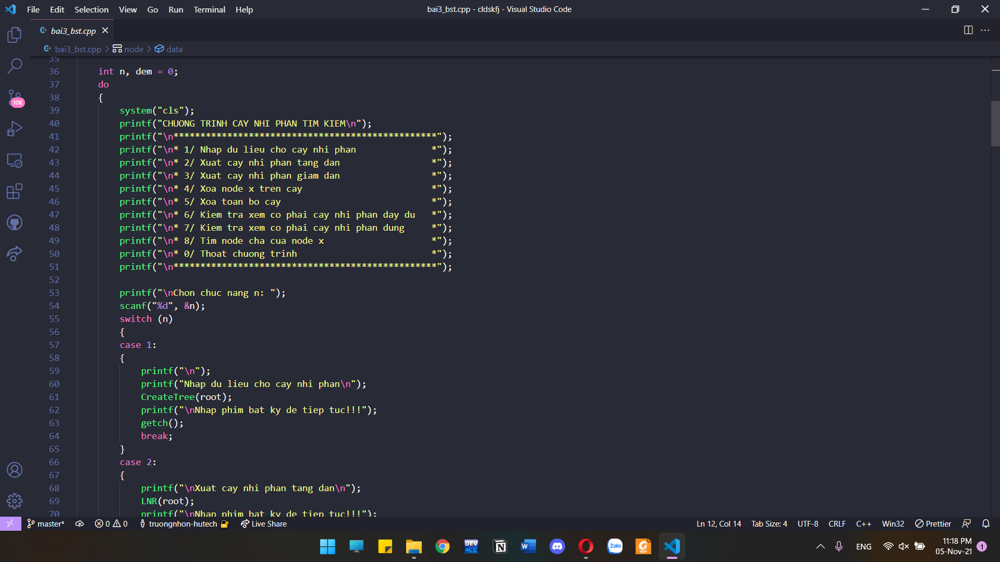 File Edit Selection View Go Run Terminal Help
bai3_bst.cpp - cldskfj - Visual Studio Code
bai3_bst.cpp
bai3_bst.cpp > node > data
35
36 int n, dem = 0;
37 do
38 {
39 system("cls");
40 printf("CHUONG TRINH CAY NHI PHAN TIM KIEM\n");
41 printf("\n*************************************************");
42 printf("\n* 1/ Nhap du lieu cho cay nhi phan              *");
43 printf("\n* 2/ Xuat cay nhi phan tang dan                 *");
44 printf("\n* 3/ Xuat cay nhi phan giam dan                 *");
45 printf("\n* 4/ Xoa node x tren cay                        *");
46 printf("\n* 5/ Xoa toan bo cay                            *");
47 printf("\n* 6/ Kiem tra xem co phai cay nhi phan day du   *");
48 printf("\n* 7/ Kiem tra xem co phai cay nhi phan dung     *");
49 printf("\n* 8/ Tim node cha cua node x                    *");
50 printf("\n* 0/ Thoat chuong trinh                         *");
51 printf("\n*************************************************");
52
53 printf("\nChon chuc nang n: ");
54 scanf("%d", &n);
55 switch (n)
56 {
57 case 1:
58 {
59 printf("\n");
60 printf("Nhap du lieu cho cay nhi phan\n");
61 CreateTree(root);
62 printf("\nNhap phim bat ky de tiep tuc!!!");
63 getch();
64 break;
65 }
66 case 2:
67 {
68 printf("\nXuat cay nhi phan tang dan\n");
69 LNR(root);
70 printf("\nNhap phim bat ky de tiep tuc!!!");
10K
master* 0 0 truongnhon-hutech Live Share
Ln 12, Col 14 Tab Size: 4 UTF-8 CRLF C++ Win32 Prettier
DEV C++ N W Zalo PDF
ENG 11:18 PM
05-Nov-21 1